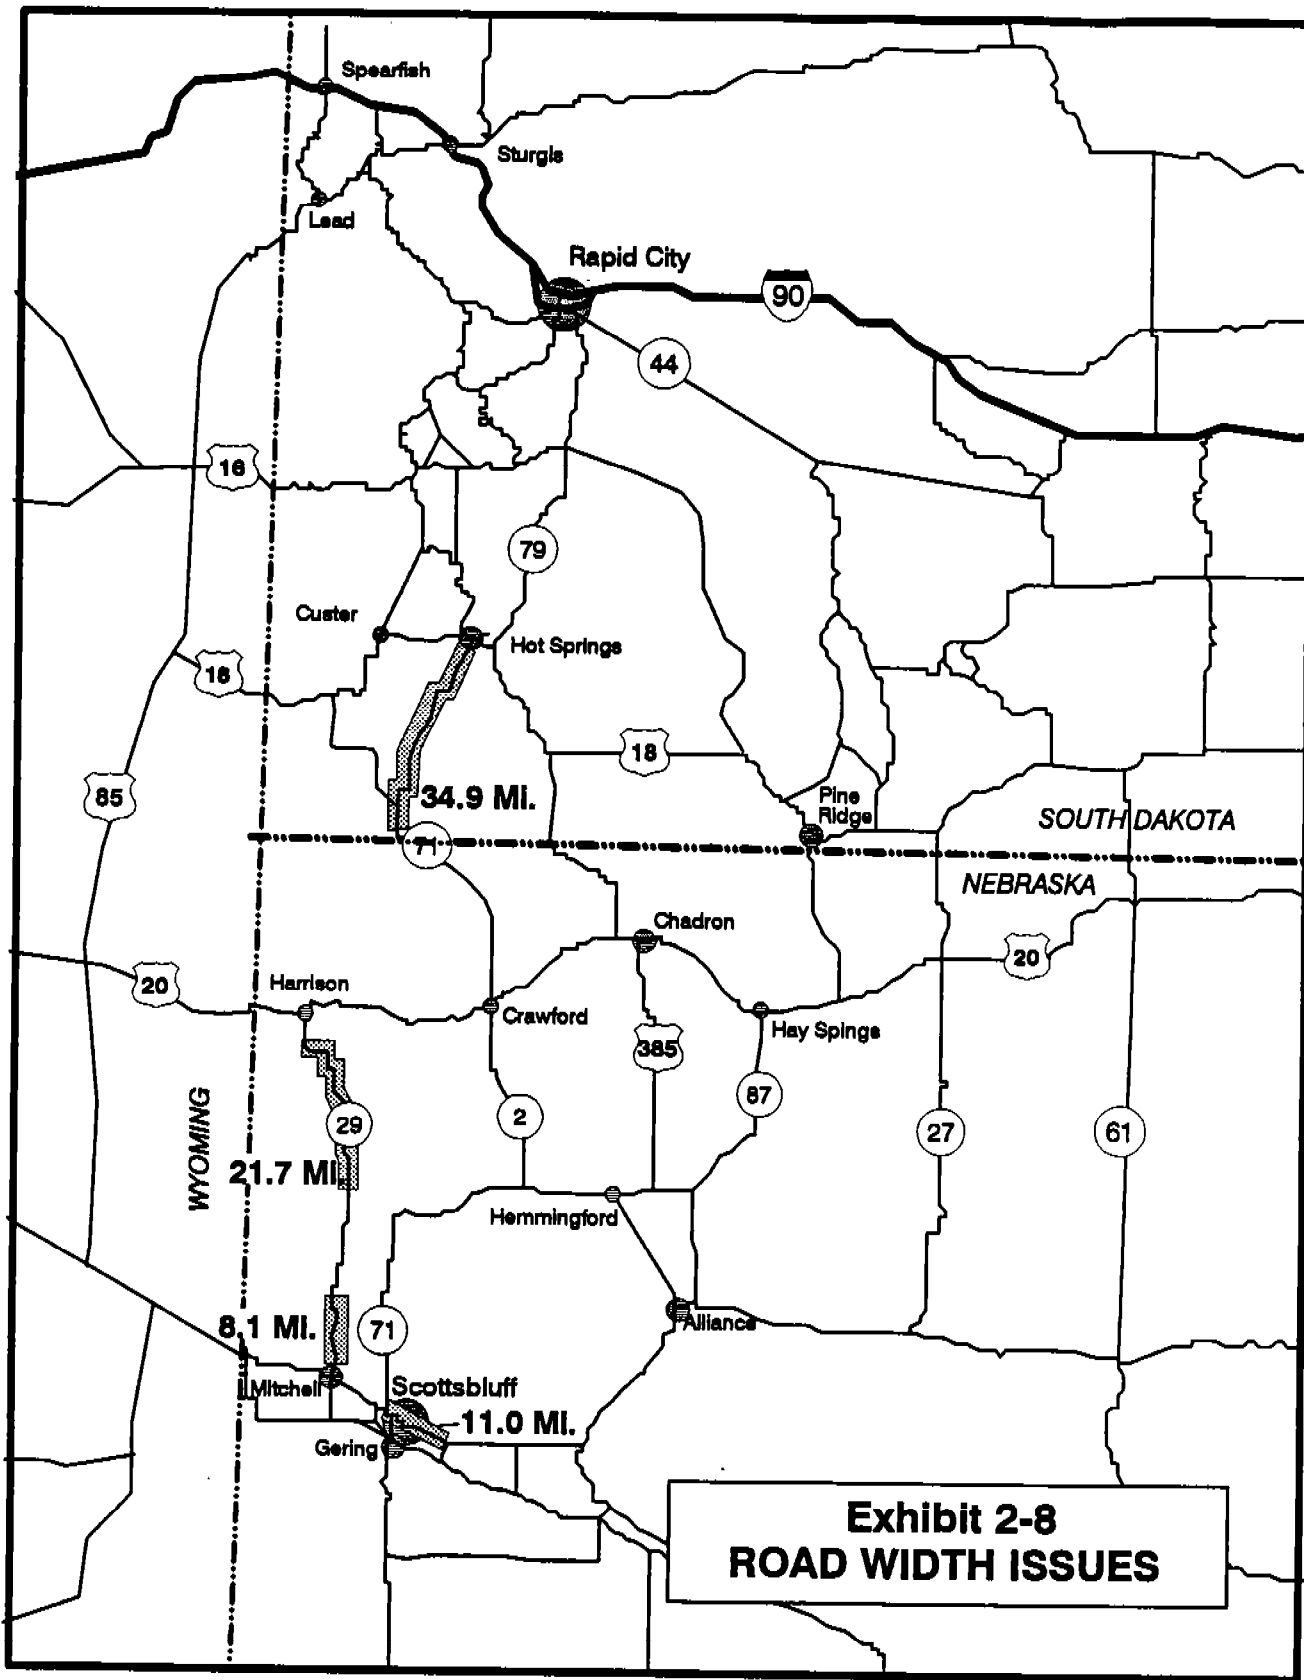 Spearfish
Sturgis
Lead
Rapid City
90
44
16
79
Custer
Hot Springs
16
18
85
34.9 Mi.
Pine
Ridge
SOUTH DAKOTA
71
NEBRASKA
Chadron
20
20
Harrison
Crawford
Hay Spings
385
87
2
29
27
61
WYOMING
21.7 Mi.
Hemmingford
8.1 Mi.
71
Alliance
Mitchell
Scottsbluff
11.0 Mi.
Gering
Exhibit 2-8
ROAD WIDTH ISSUES